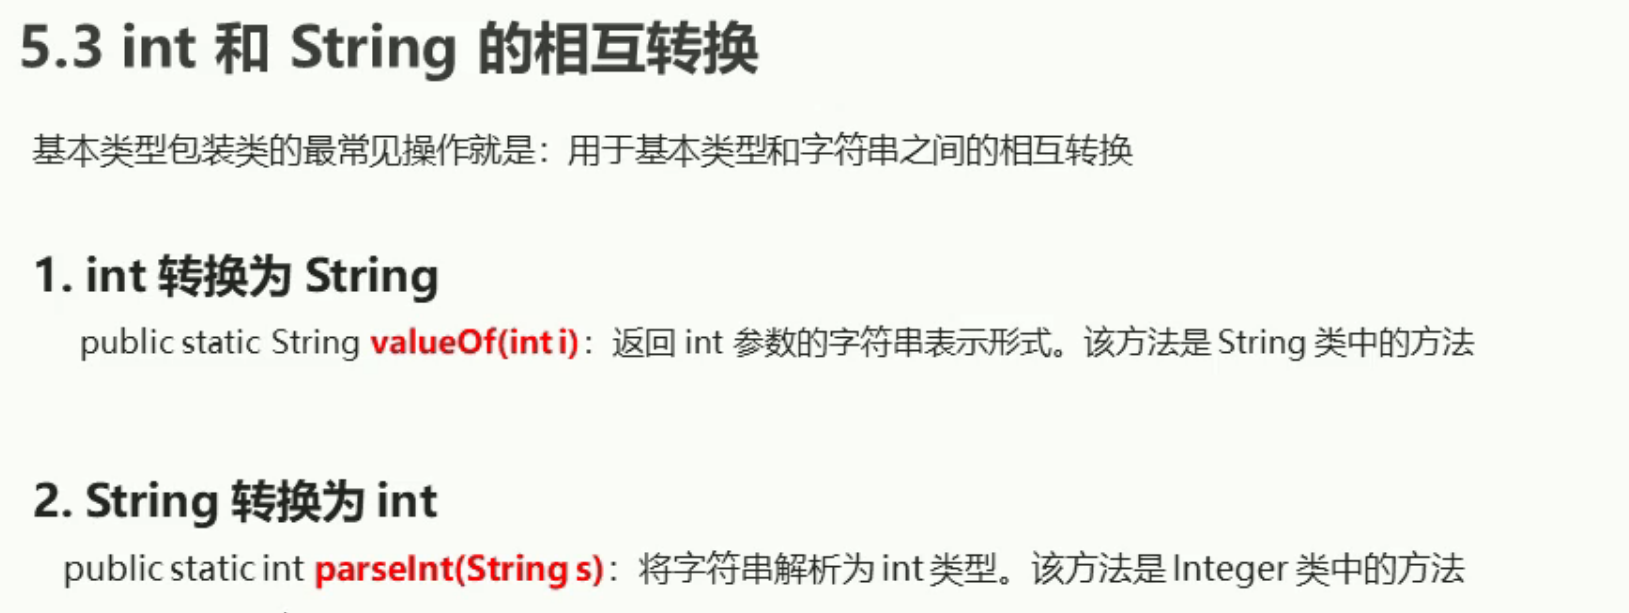 5.3 int 和 String 的相互转换
基本类型包装类的最常见操作就是：用于基本类型和字符串之间的相互转换
1. int 转换为 String
public static String valueOf(int i)：返回 int 参数的字符串表示形式。该方法是 String 类中的方法
2. String 转换为 int
public static int parseInt(String s)：将字符串解析为 int 类型。该方法是 Integer 类中的方法